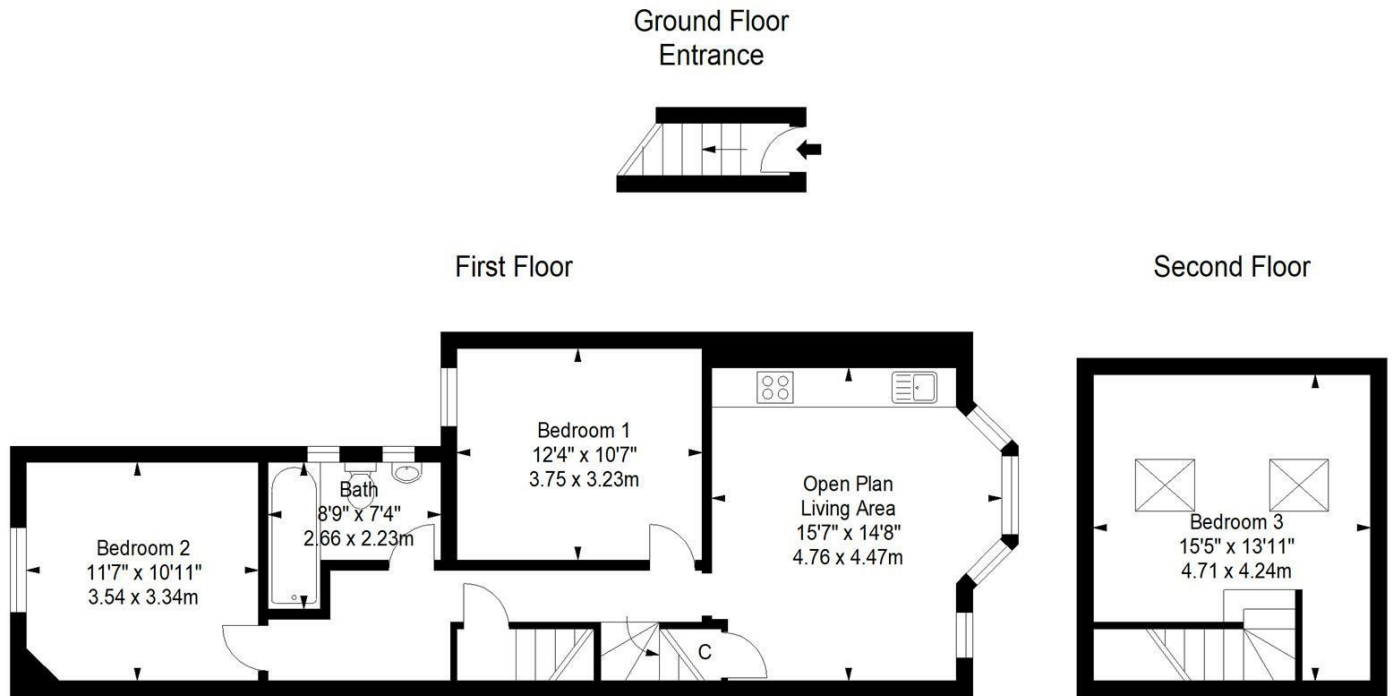 Ground Floor
Entrance
First Floor
Second Floor
Bedroom 1
12'4" x 10'7"
3.75 x 3.23m
Bath
8'9" x 7'4"
2.66 x 2.23m
Open Plan
Living Area
15'7" x 14'8"
4.76 x 4.47m
Bedroom 3
15'5" x 13'11"
4.71 x 4.24m
Bedroom 2
11'7" x 10'11"
3.54 x 3.34m
C